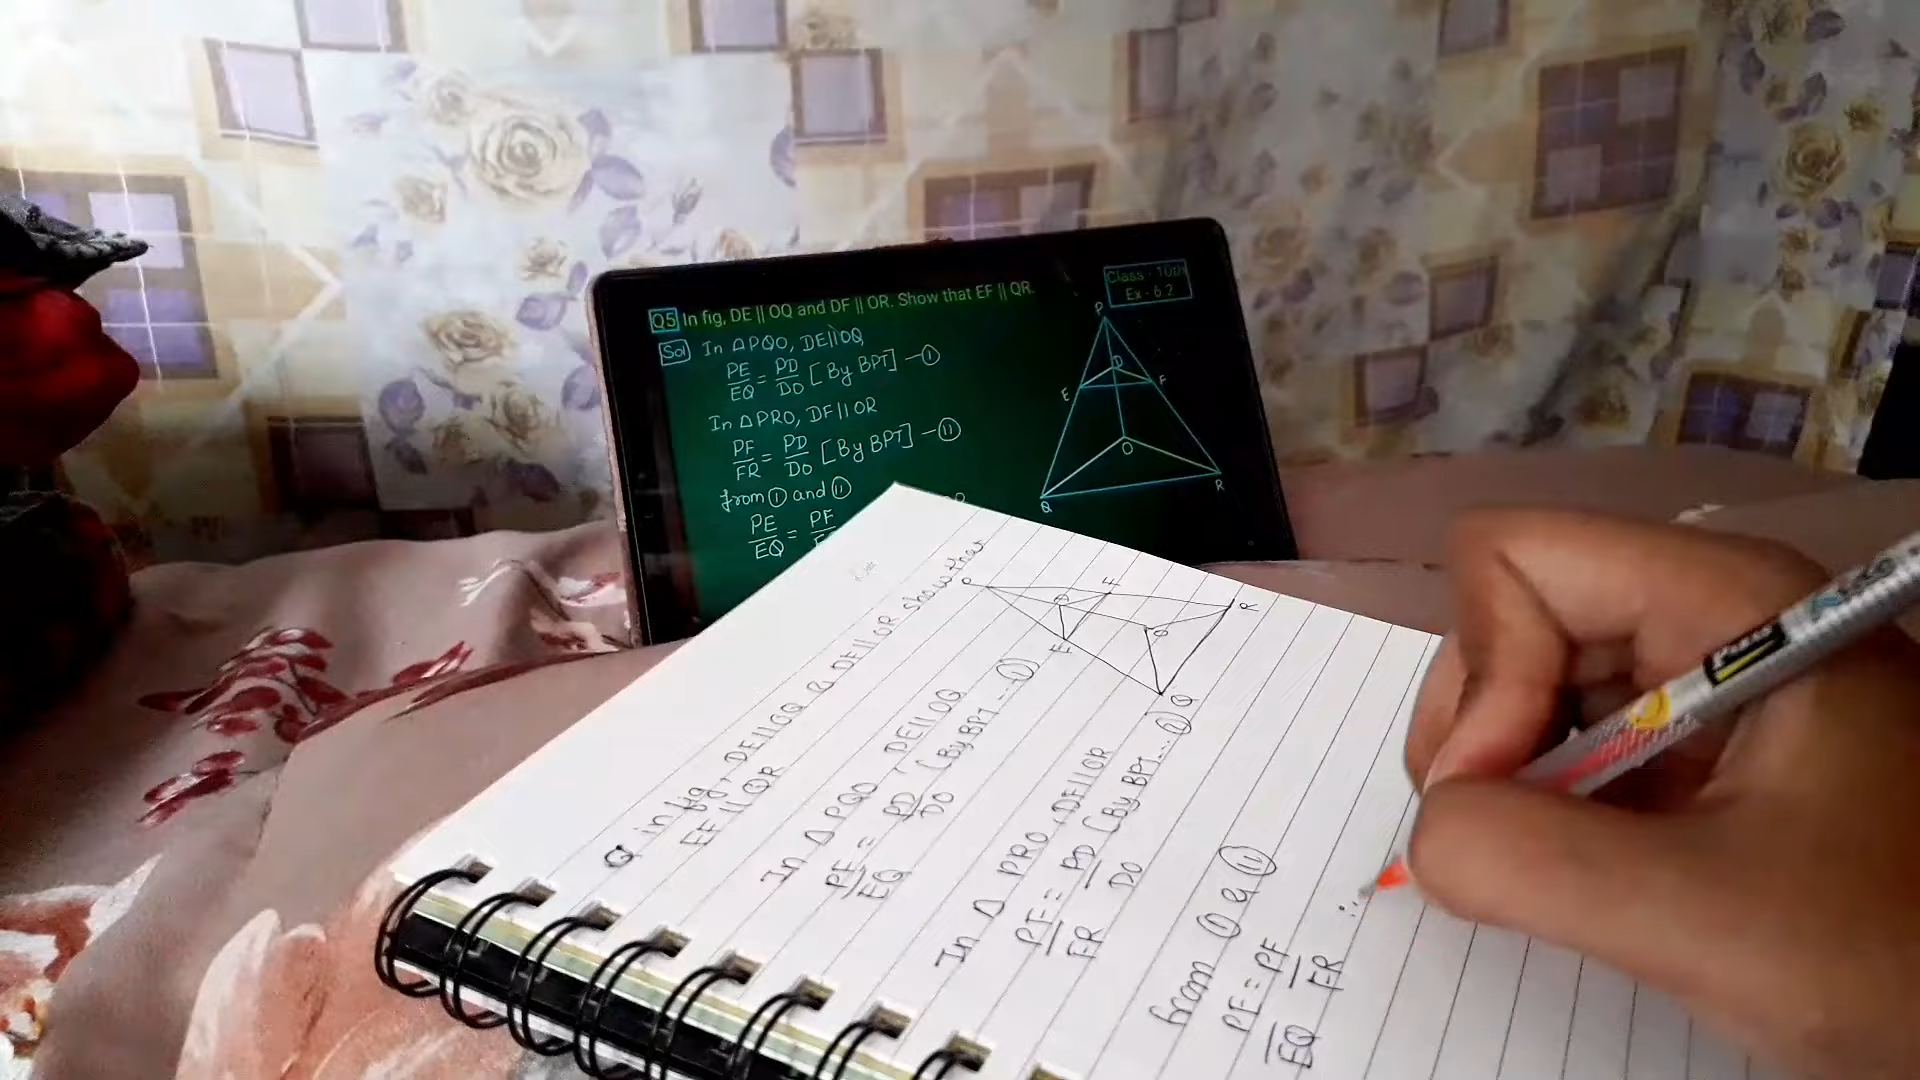 Class - 10th
Ex - 6.2
Q5 In fig, DE || OQ and DF || OR. Show that EF || QR.
Sol In △PQO, DE||OQ
PE/EQ = PD/DO [By BPT] —(I)
In △PRO, DF||OR
PF/FR = PD/DO [By BPT] —(II)
from (I) and (II)
PE/EQ = PF/
P
D
E
F
O
Q
R
Q in fig, DE||OQ & DF||OR show that
EF || QR
P
F
D
R
O
E
Q
In △ PQO, DE||OQ
PE/EQ = PD/DO (By BPT...(I)
In △ PRO, DF||OR
PF/FR = PD/DO (By BPT...(II)
from (I) & (II)
PE/EQ = PF/FR
∴